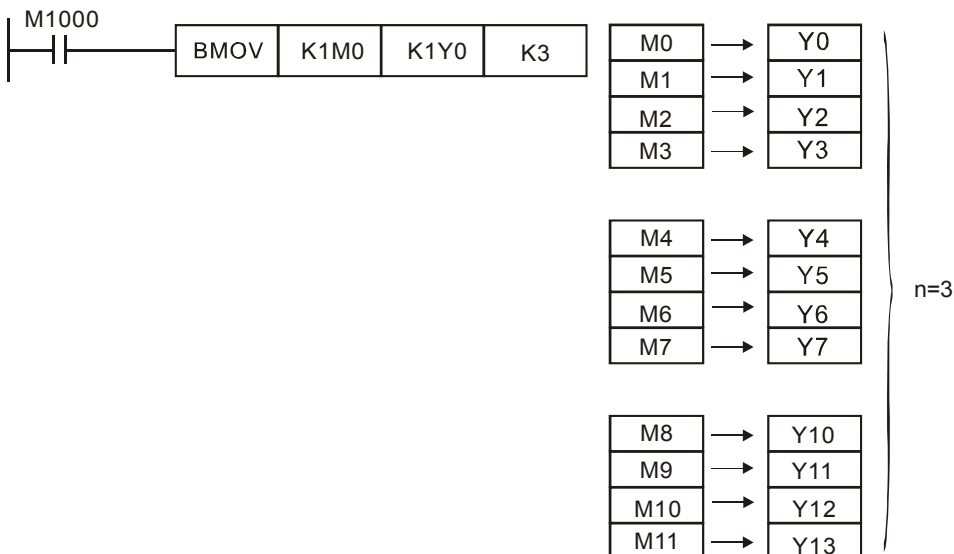 M1000
BMOV K1M0 K1Y0 K3
M0 Y0
M1 Y1
M2 Y2
M3 Y3
M4 Y4
M5 Y5
M6 Y6
M7 Y7
n=3
M8 Y10
M9 Y11
M10 Y12
M11 Y13